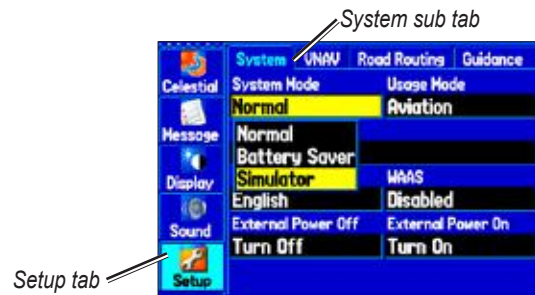 System sub tab
System VNAV Road Routing Guidance
Celestial
System Mode Usage Mode
Normal Aviation
Message
Normal
Battery Saver
Display
Simulator WAAS
English Disabled
Sound
External Power Off External Power On
Turn Off Turn On
Setup tab
Setup